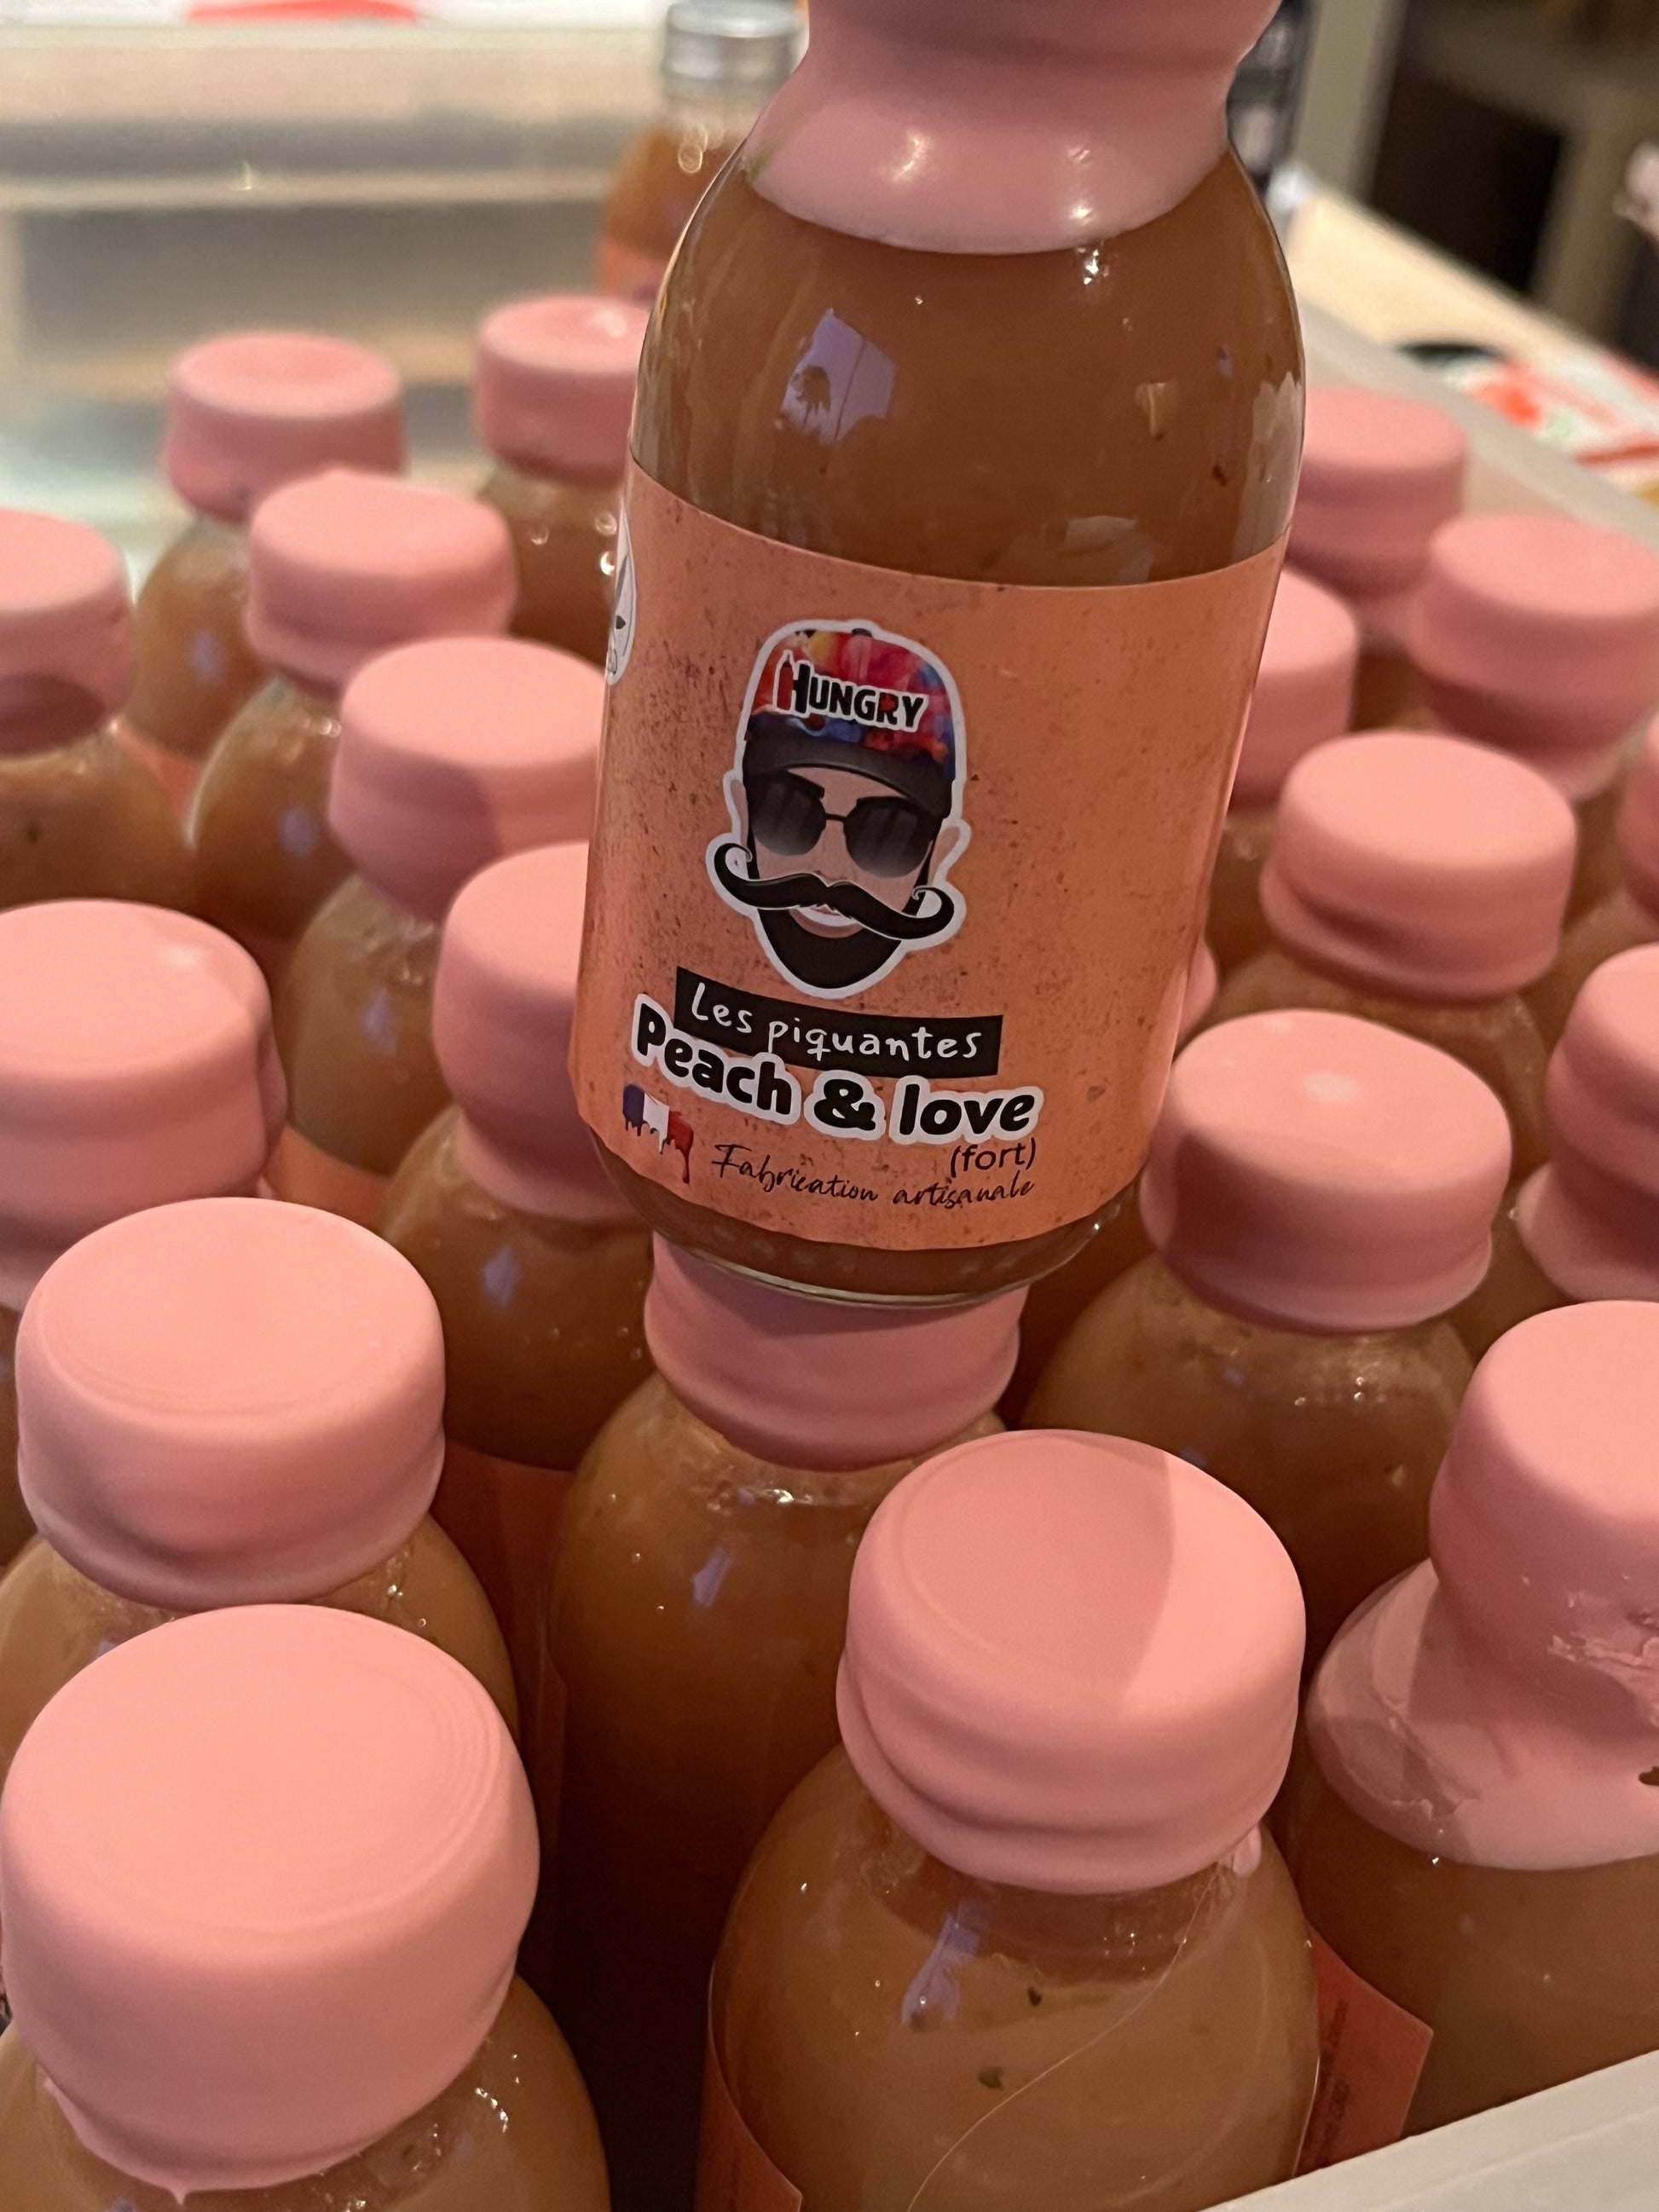 HUNGRY
Les piquantes
Peach & love
(fort)
Fabrication artisanale